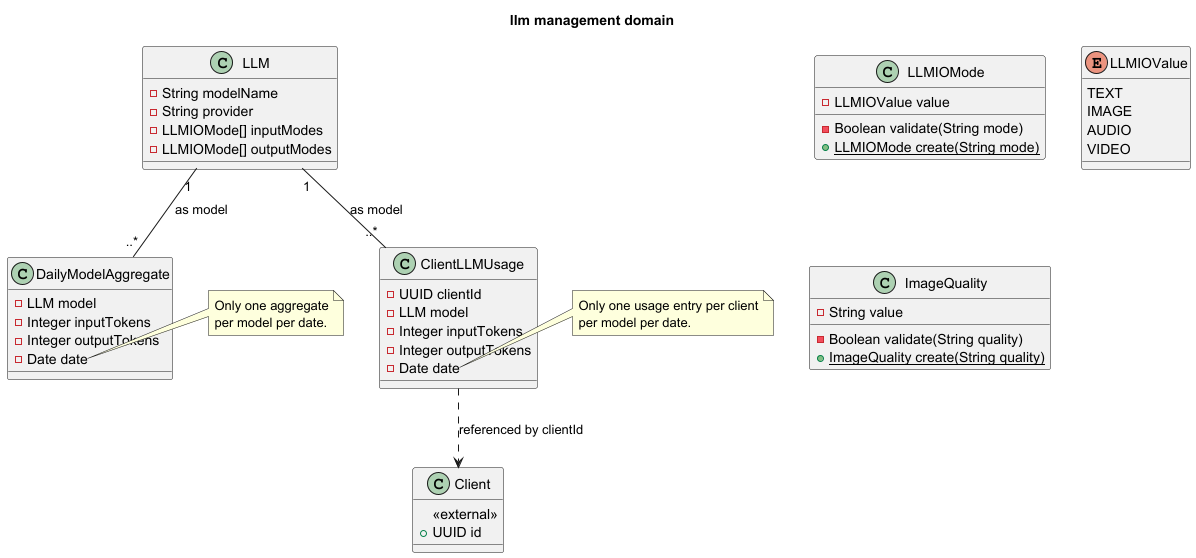 llm management domain
C LLM
String modelName
String provider
LLMIOMode[] inputModes
LLMIOMode[] outputModes
C LLMIOMode
LLMIOValue value
Boolean validate(String mode)
LLMIOMode create(String mode)
E LLMIOValue
TEXT
IMAGE
AUDIO
VIDEO
1
as model
..*
1
as model
..*
C DailyModelAggregate
LLM model
Integer inputTokens
Integer outputTokens
Date date
Only one aggregate
per model per date.
C ClientLLMUsage
UUID clientId
LLM model
Integer inputTokens
Integer outputTokens
Date date
Only one usage entry per client
per model per date.
C ImageQuality
String value
Boolean validate(String quality)
ImageQuality create(String quality)
referenced by clientId
C Client
«external»
UUID id